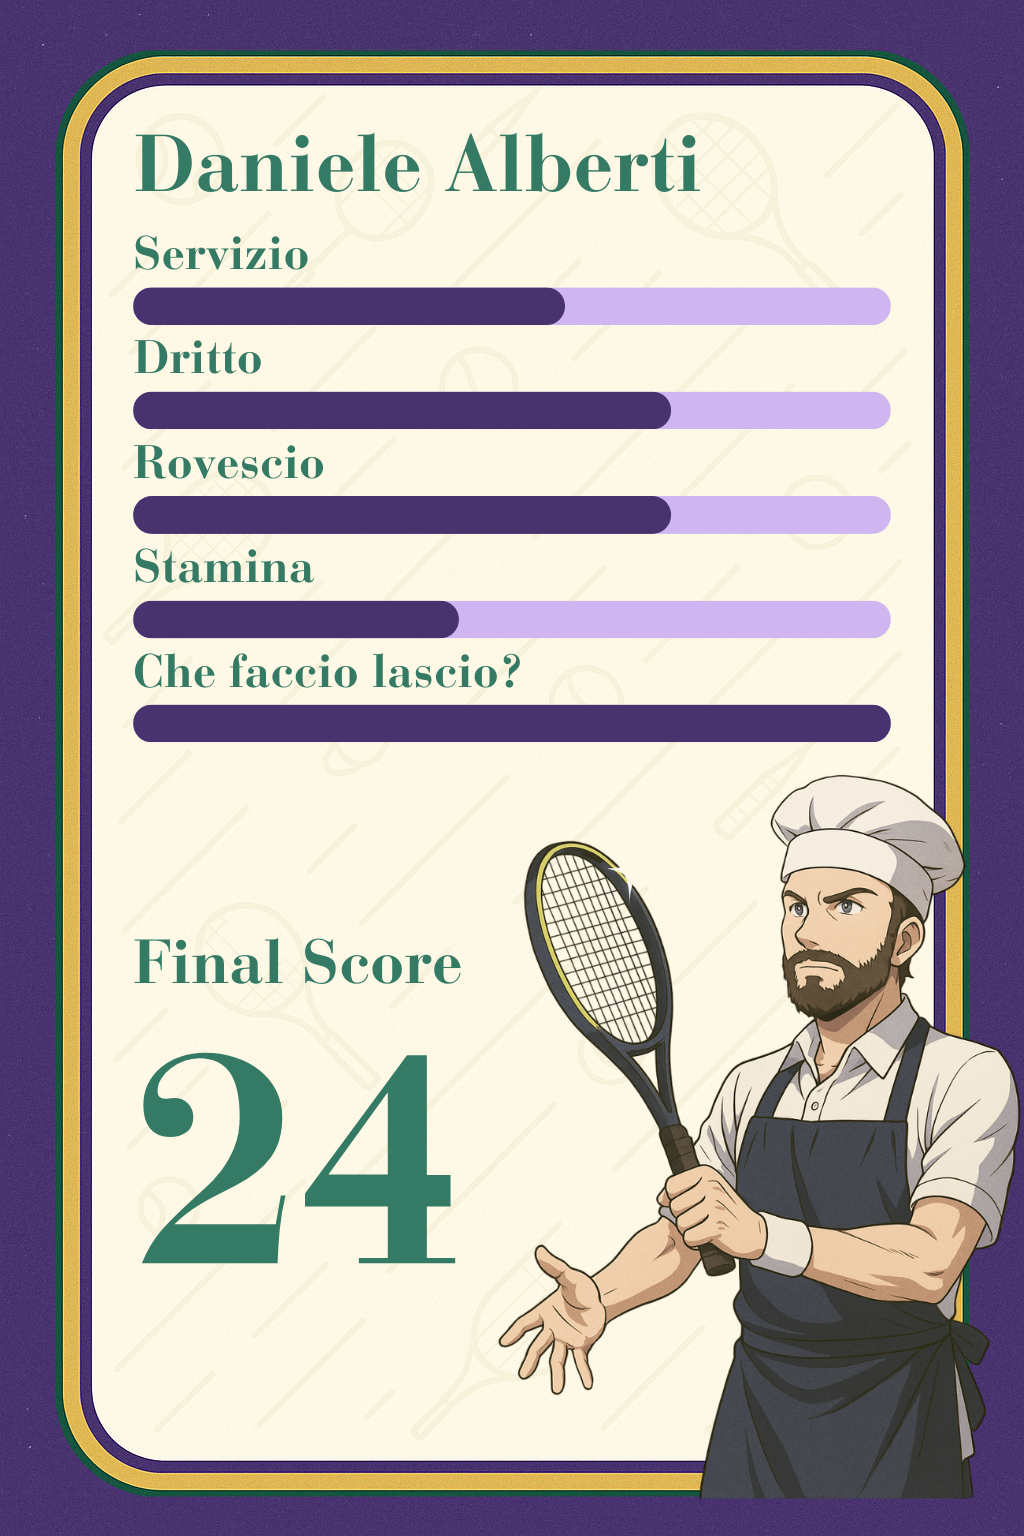 Daniele Alberti
Servizio
Dritto
Rovescio
Stamina
Che faccio lascio?
Final Score
24